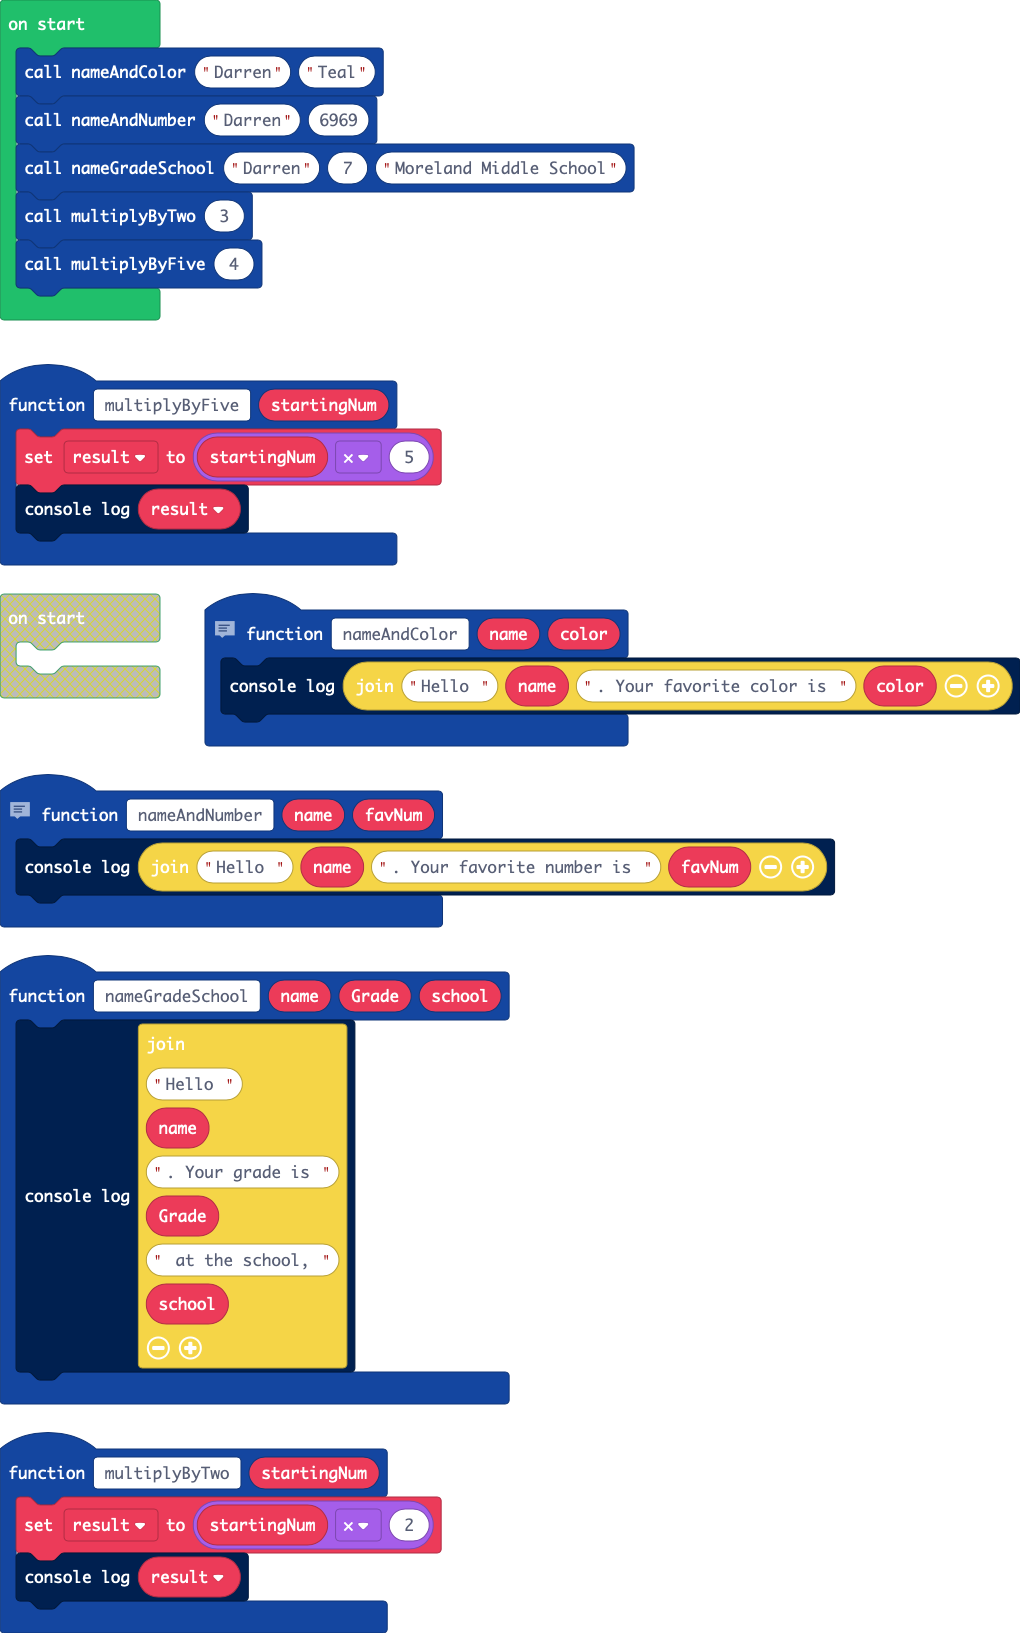 on start
call nameAndColor "Darren" "Teal"
call nameAndNumber "Darren" 6969
call nameGradeSchool "Darren" 7 "Moreland Middle School"
call multiplyByTwo 3
call multiplyByFive 4
function multiplyByFive startingNum
set result to startingNum × 5
console log result
on start
function nameAndColor name color
console log join "Hello " name ". Your favorite color is " color
function nameAndNumber name favNum
console log join "Hello " name ". Your favorite number is " favNum
function nameGradeSchool name Grade school
join
"Hello "
name
". Your grade is "
console log
Grade
" at the school, "
school
function multiplyByTwo startingNum
set result to startingNum × 2
console log result